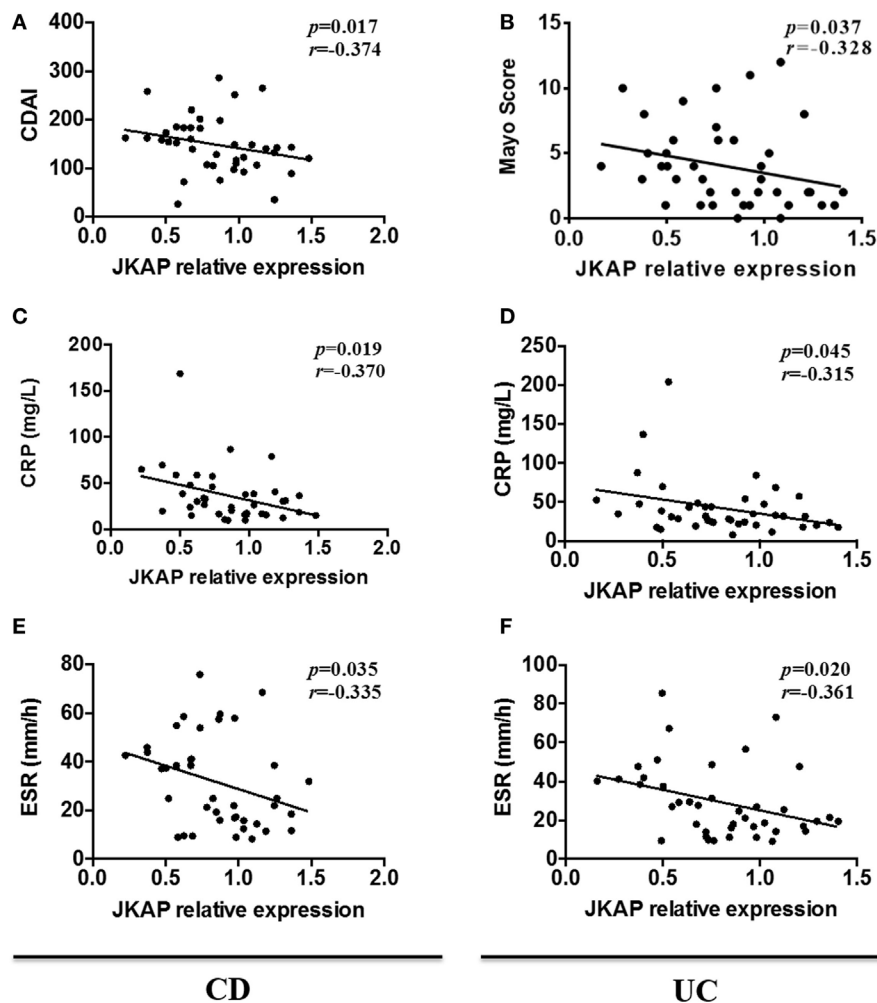 A
p=0.017
r=-0.374
400
300
200
100
0
CDAI
0.0 0.5 1.0 1.5 2.0
JKAP relative expression
B
p=0.037
r=-0.328
15
10
5
0
Mayo Score
0.0 0.5 1.0 1.5
JKAP relative expression
C
p=0.019
r=-0.370
200
150
100
50
0
CRP (mg/L)
0.0 0.5 1.0 1.5 2.0
JKAP relative expression
D
p=0.045
r=-0.315
250
200
150
100
50
0
CRP (mg/L)
0.0 0.5 1.0 1.5
JKAP relative expression
E
p=0.035
r=-0.335
80
60
40
20
0
ESR (mm/h)
0.0 0.5 1.0 1.5 2.0
JKAP relative expression
F
p=0.020
r=-0.361
100
80
60
40
20
0
ESR (mm/h)
0.0 0.5 1.0 1.5
JKAP relative expression
CD
UC